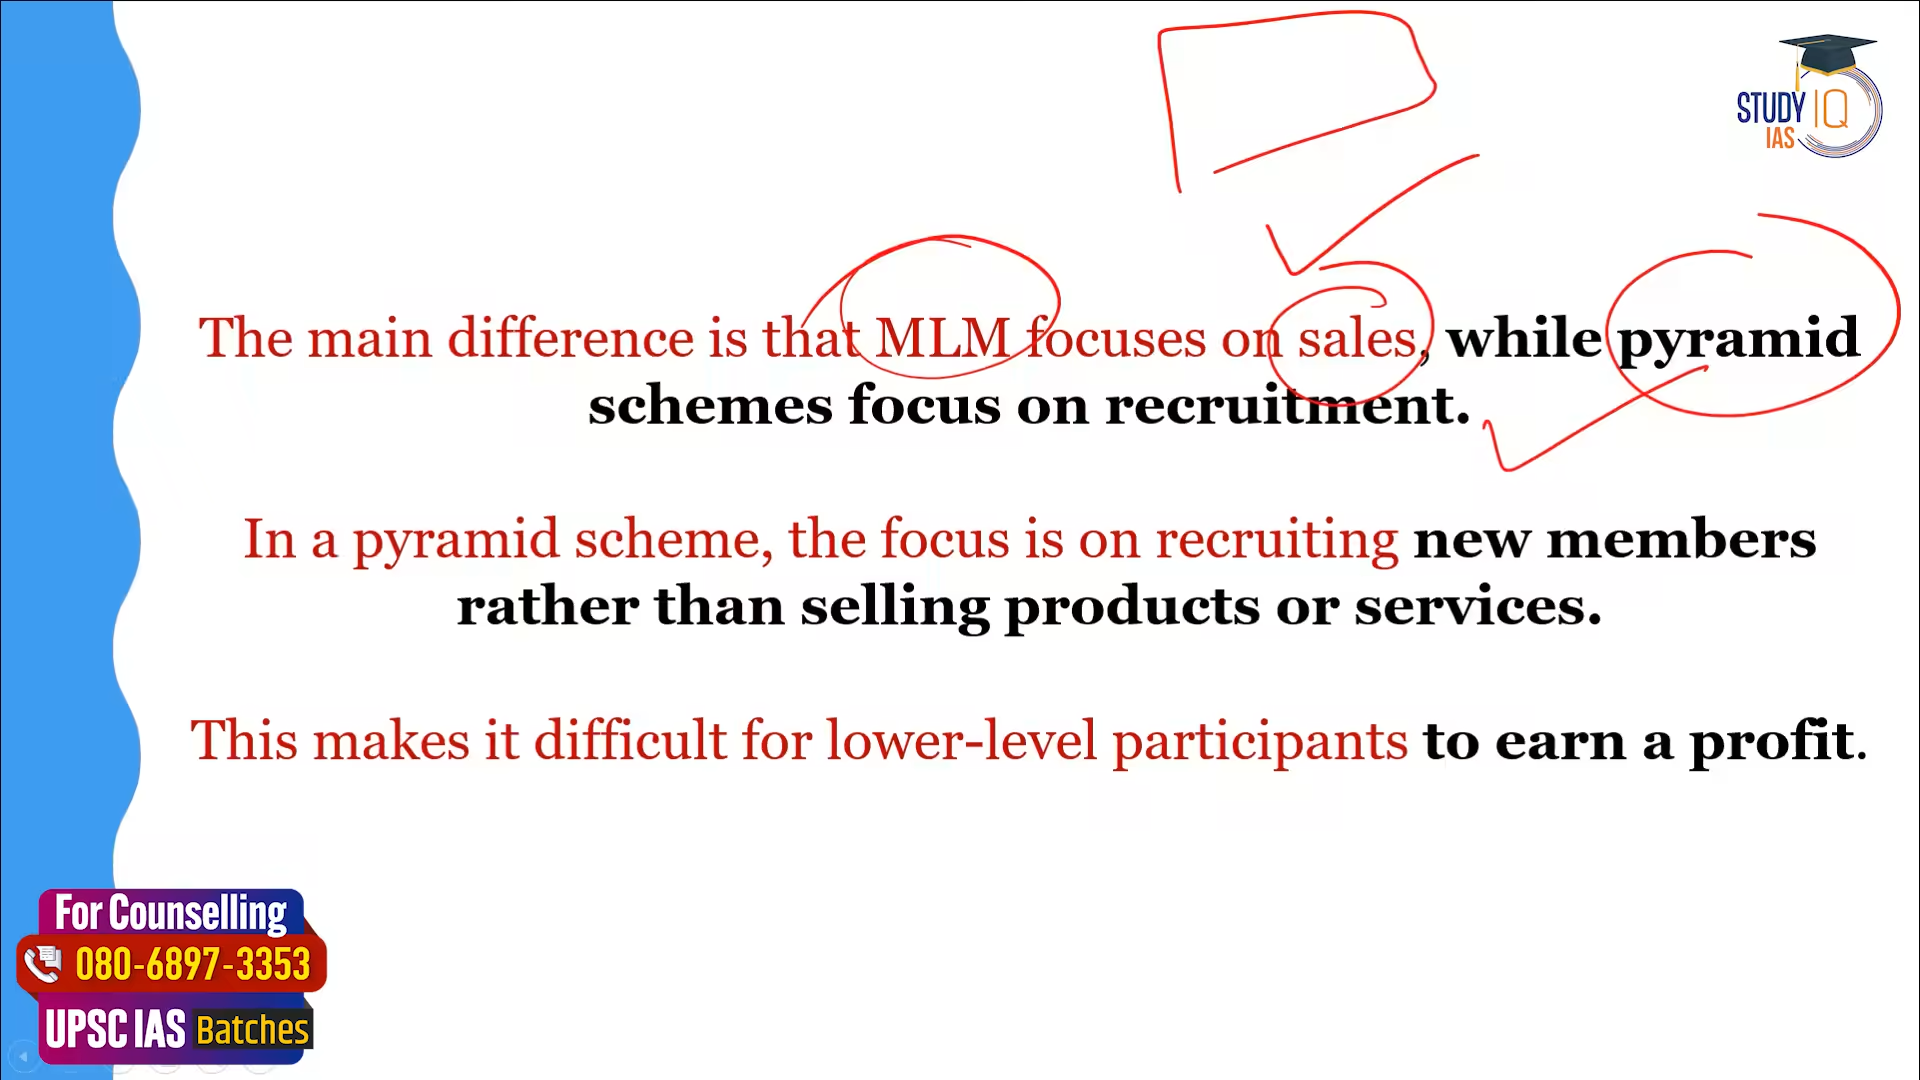 STUDY IQ
IAS
The main difference is that MLM focuses on sales, while pyramid
schemes focus on recruitment.
In a pyramid scheme, the focus is on recruiting new members
rather than selling products or services.
This makes it difficult for lower-level participants to earn a profit.
For Counselling
080-6897-3353
UPSC IAS Batches